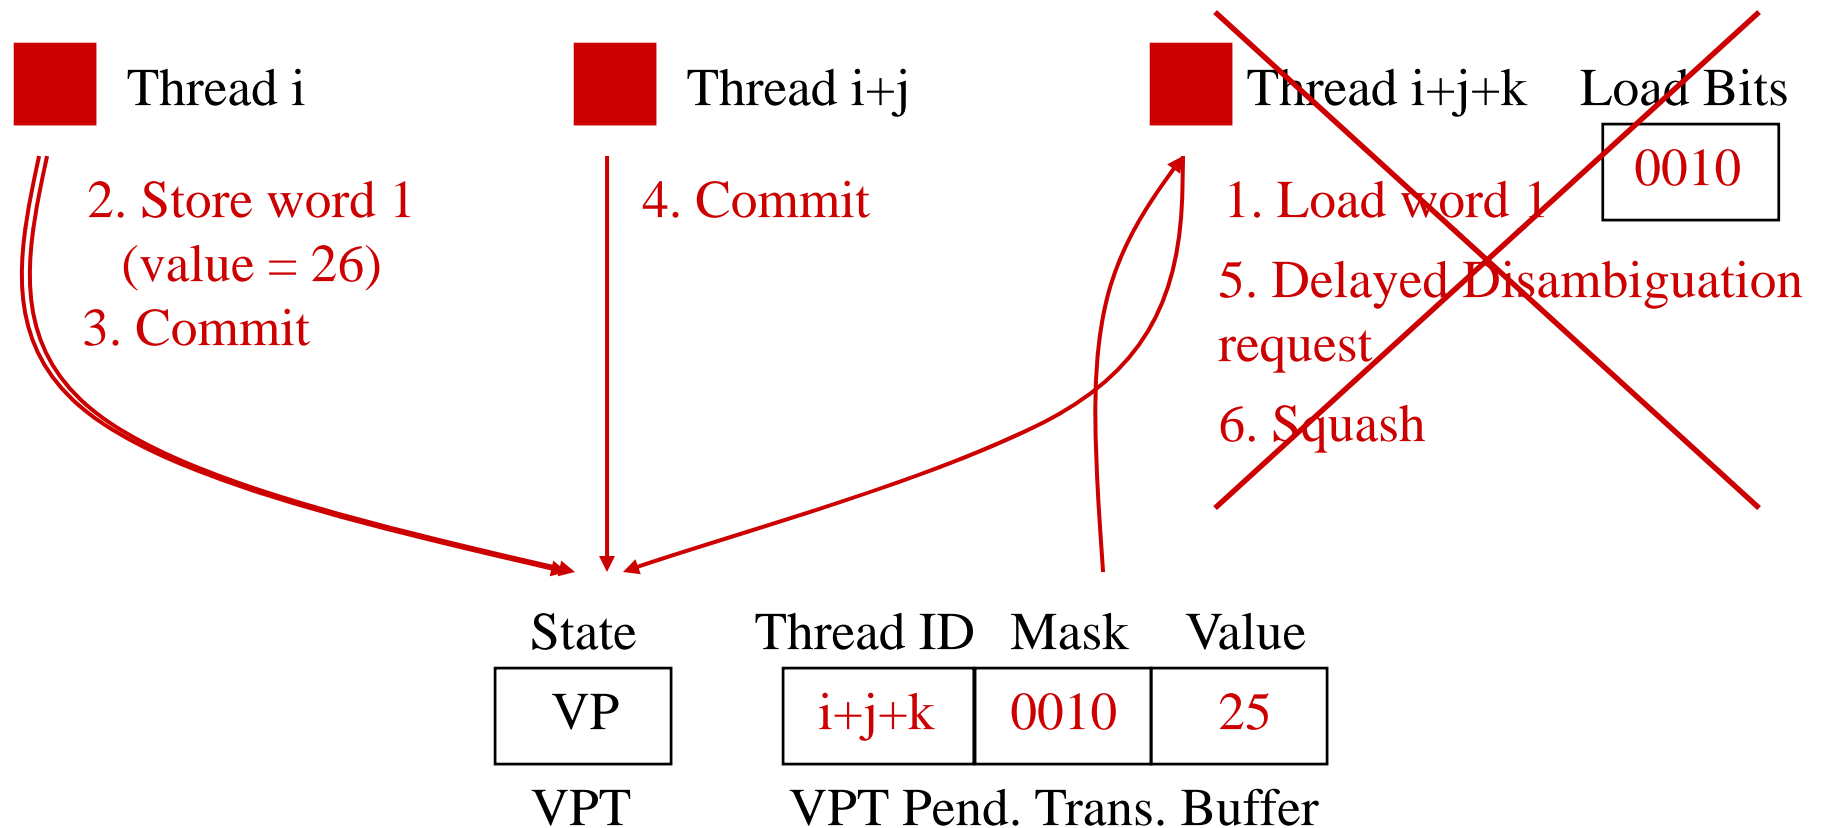 Thread i
Thread i+j
Thread i+j+k
Load Bits
0010
2. Store word 1
(value = 26)
3. Commit
4. Commit
1. Load word 1
5. Delayed Disambiguation
request
6. Squash
State
Thread ID
Mask
Value
VP
i+j+k
0010
25
VPT
VPT Pend. Trans. Buffer